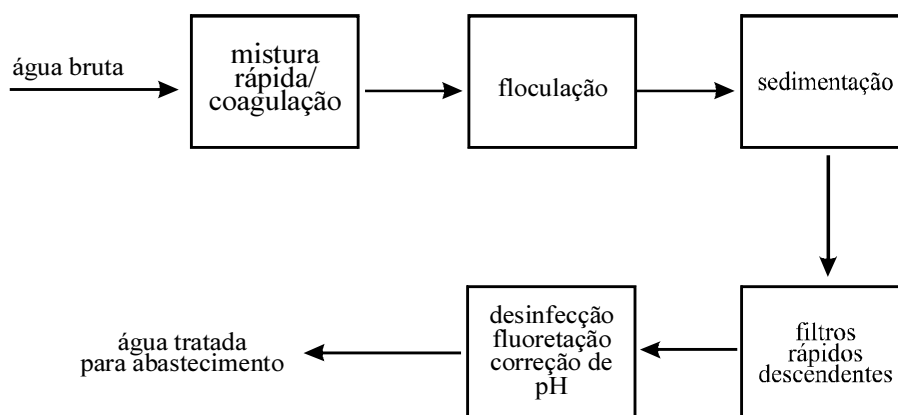 água bruta
mistura
rápida/
coagulação
floculação
sedimentação
filtros
rápidos
descendentes
desinfecção
fluoretação
correção de
pH
água tratada
para abastecimento